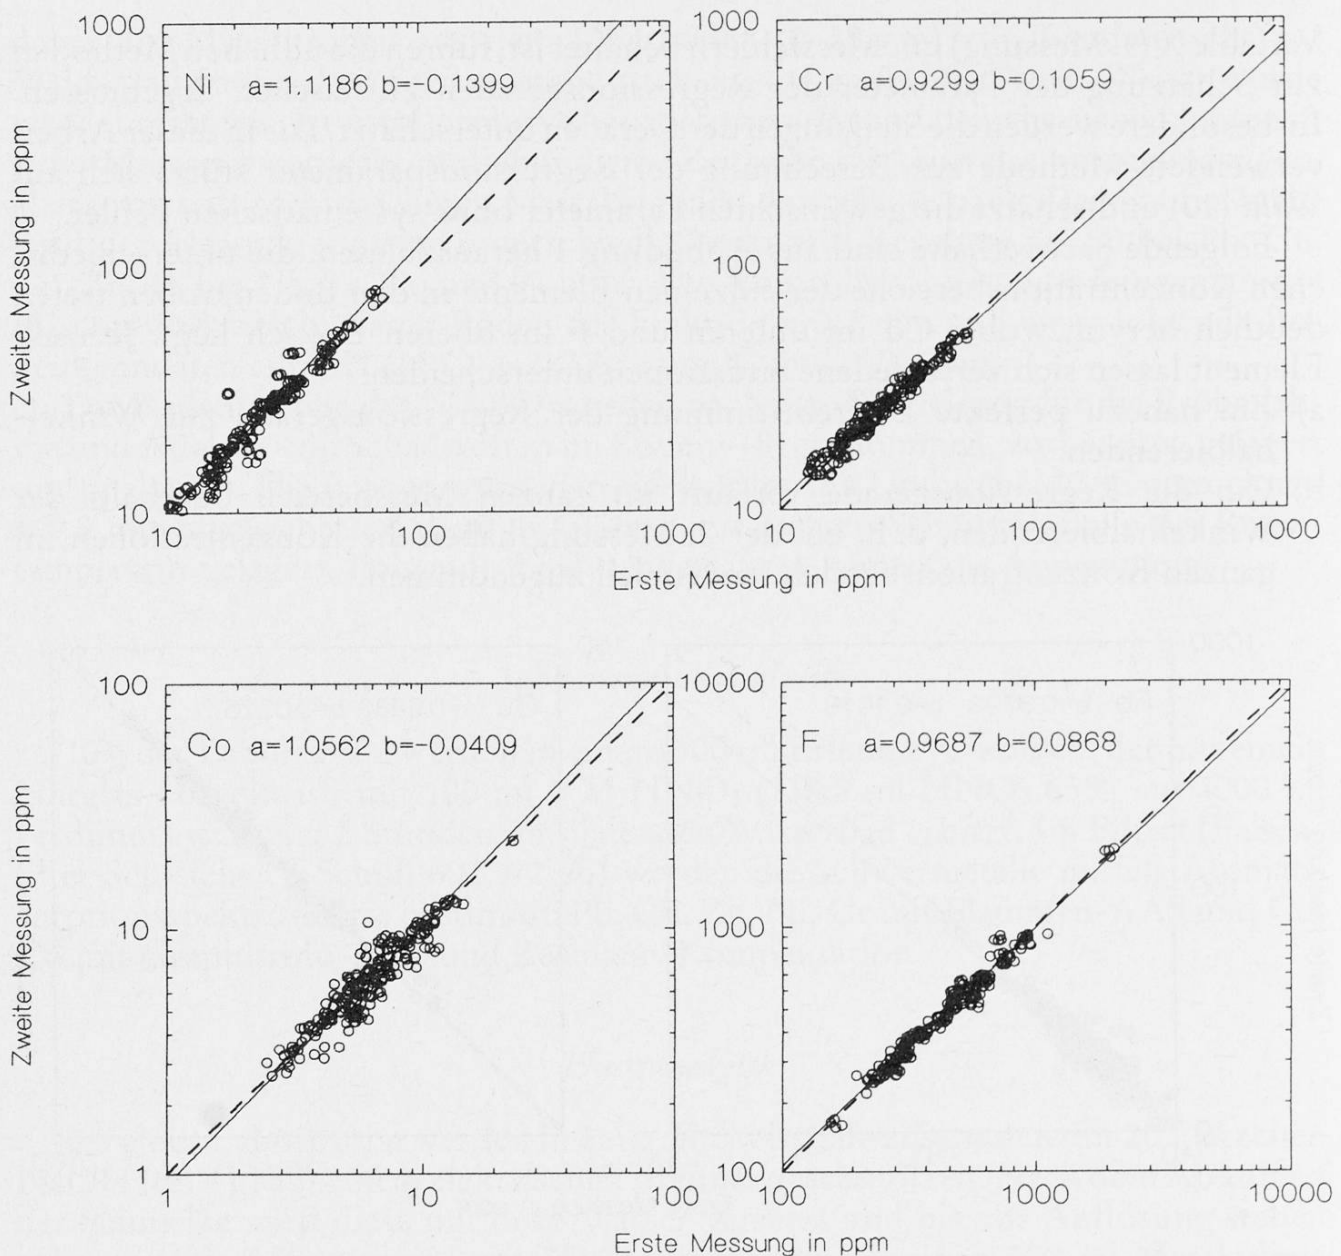 1000
Ni a=1.1186 b=-0.1399
100
10
10 100 1000
Zweite Messung in ppm
1000
Cr a=0.9299 b=0.1059
100
10
10 100 1000
Erste Messung in ppm
100
Co a=1.0562 b=-0.0409
10
1
1 10 100
Zweite Messung in ppm
10000
F a=0.9687 b=0.0868
1000
100
100 1000 10000
Erste Messung in ppm